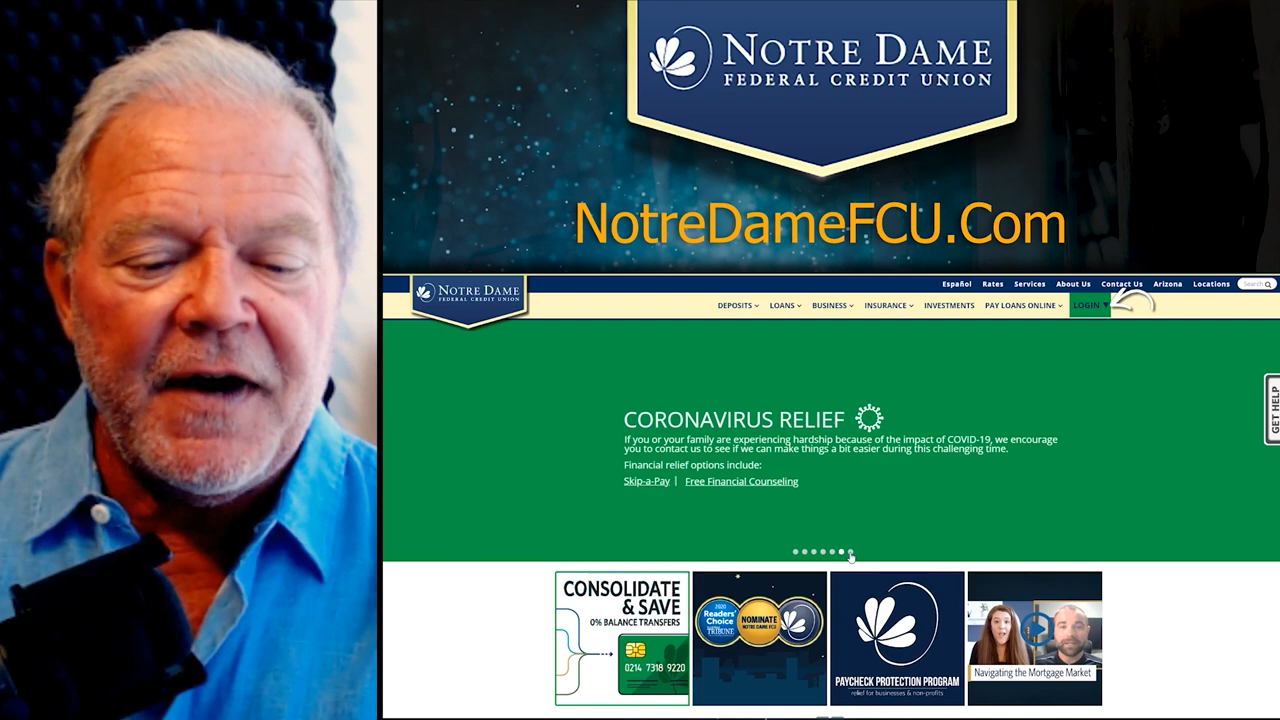 NOTRE DAME
FEDERAL CREDIT UNION
NotreDameFCU.Com
NOTRE DAME
FEDERAL CREDIT UNION
Español Rates Services About Us Contact Us Arizona Locations Search
DEPOSITS LOANS BUSINESS INSURANCE INVESTMENTS PAY LOANS ONLINE LOGIN
CORONAVIRUS RELIEF
If you or your family are experiencing hardship because of the impact of COVID-19, we encourage
you to contact us to see if we can make things a bit easier during this challenging time.
Financial relief options include:
Skip-a-Pay | Free Financial Counseling
GET HELP
CONSOLIDATE
& SAVE
0% BALANCE TRANSFERS
0214 7318 9220
2020
Readers'
Choice
TRIBUNE
NOMINATE
NOTRE DAME FCU
PAYCHECK PROTECTION PROGRAM
relief for businesses & non-profits
Navigating the Mortgage Market